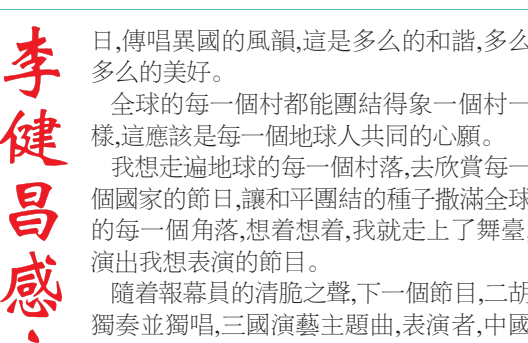 李健昌感
日,傳唱異國的風韻,這是多么的和諧,多么
多么的美好。
全球的每一個村都能團結得象一個村一
樣,這應該是每一個地球人共同的心願。
我想走遍地球的每一個村落,去欣賞每一
個國家的節日,讓和平團結的種子撒滿全球
的每一個角落,想着想着,我就走上了舞臺,
演出我想表演的節目。
隨着報幕員的清脆之聲,下一個節目,二胡
獨奏並獨唱,三國演藝主題曲,表演者,中國